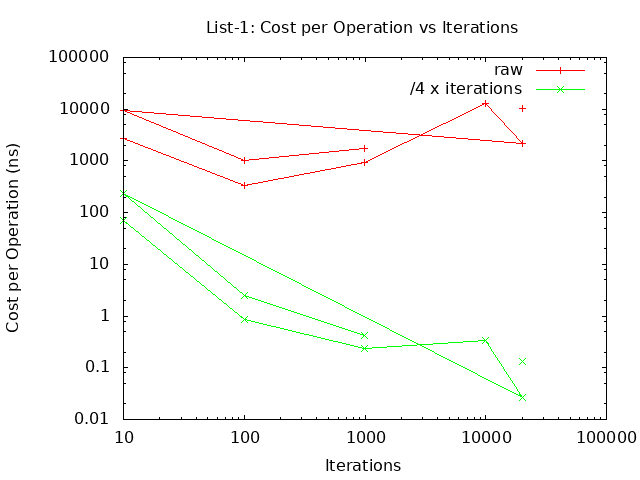 List-1: Cost per Operation vs Iterations
100000
10000
1000
100
10
1
0.1
0.01
Cost per Operation (ns)
raw
/4 x iterations
10
100
1000
10000
100000
Iterations